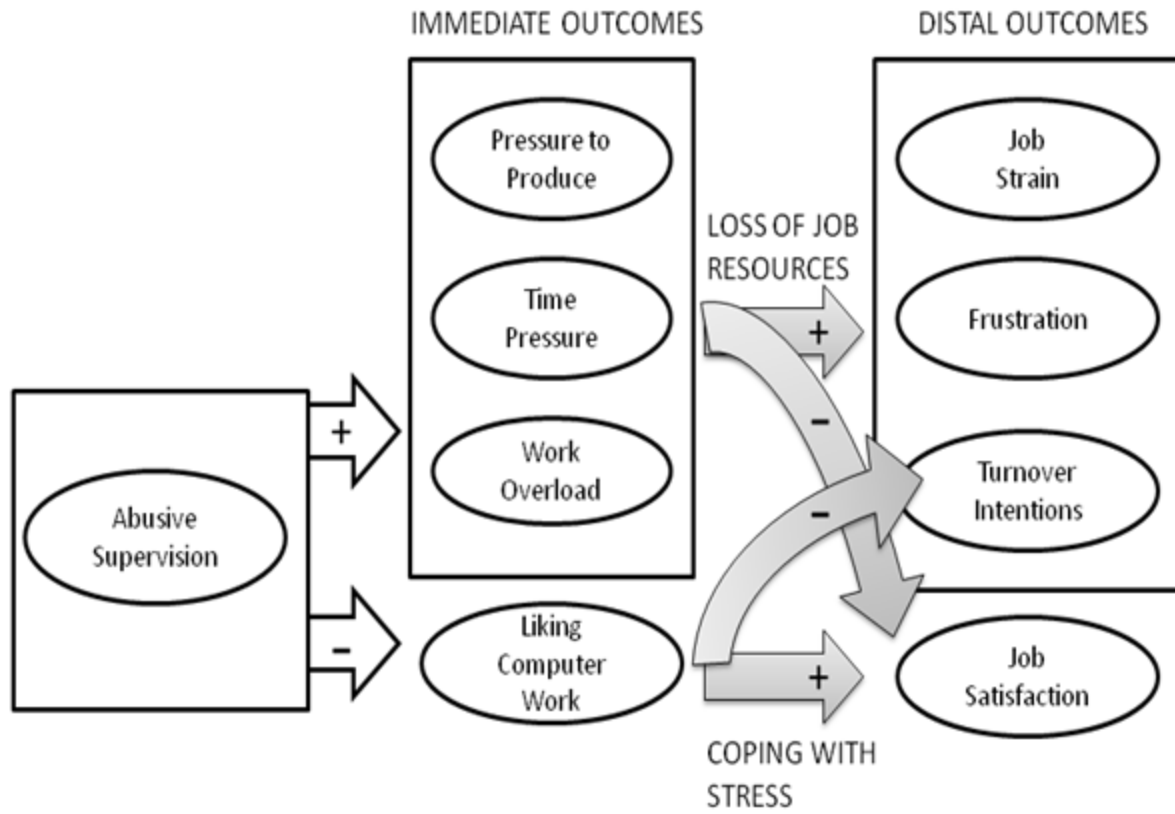 IMMEDIATE OUTCOMES
DISTAL OUTCOMES
Pressure to
Produce
Time
Pressure
Work
Overload
Liking
Computer
Work
Abusive
Supervision
+
-
LOSS OF JOB
RESOURCES
+
-
-
+
COPING WITH
STRESS
Job
Strain
Frustration
Turnover
Intentions
Job
Satisfaction